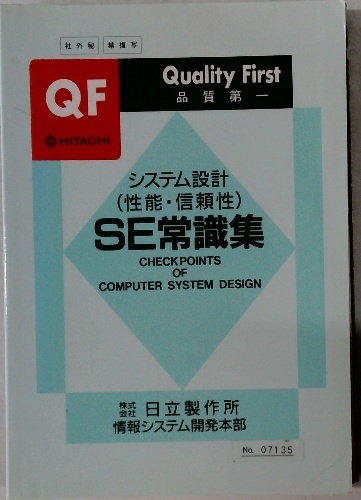 社外秘 禁複写
QF
Quality First
品質第一
HITACHI
システム設計
(性能・信頼性)
SE常識集
CHECKPOINTS
OF
COMPUTER SYSTEM DESIGN
株式会社 日立製作所
情報システム開発本部
No. 07135